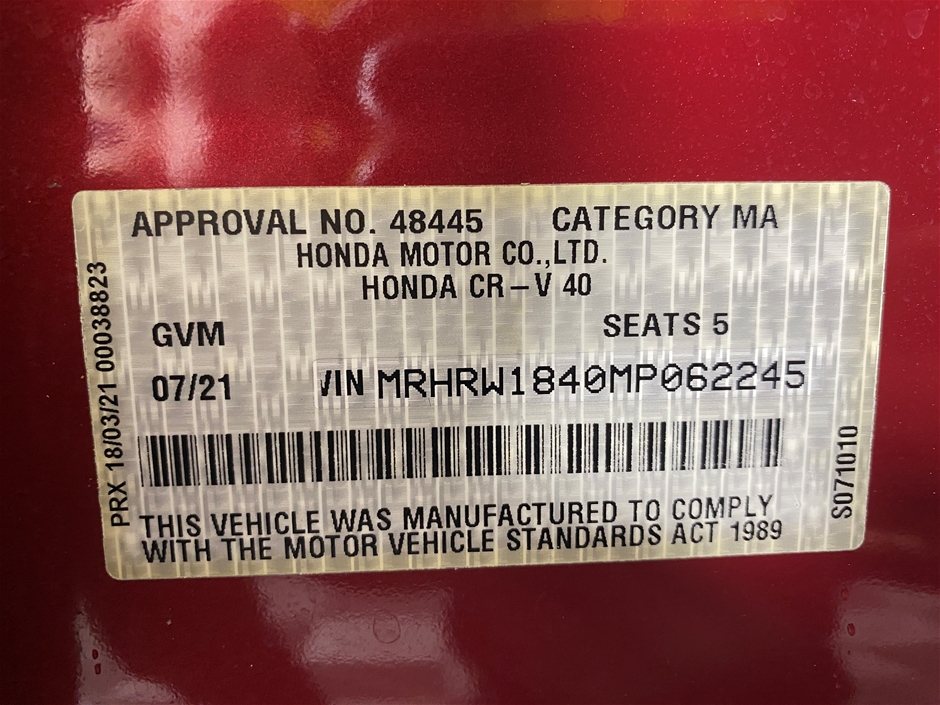 APPROVAL NO. 48445 CATEGORY MA
HONDA MOTOR CO.,LTD.
HONDA CR-V 40
GVM SEATS 5
07/21 VIN MRHRW1840MP062245
THIS VEHICLE WAS MANUFACTURED TO COMPLY
WITH THE MOTOR VEHICLE STANDARDS ACT 1989
PRX 18/03/21 00038823
S071010